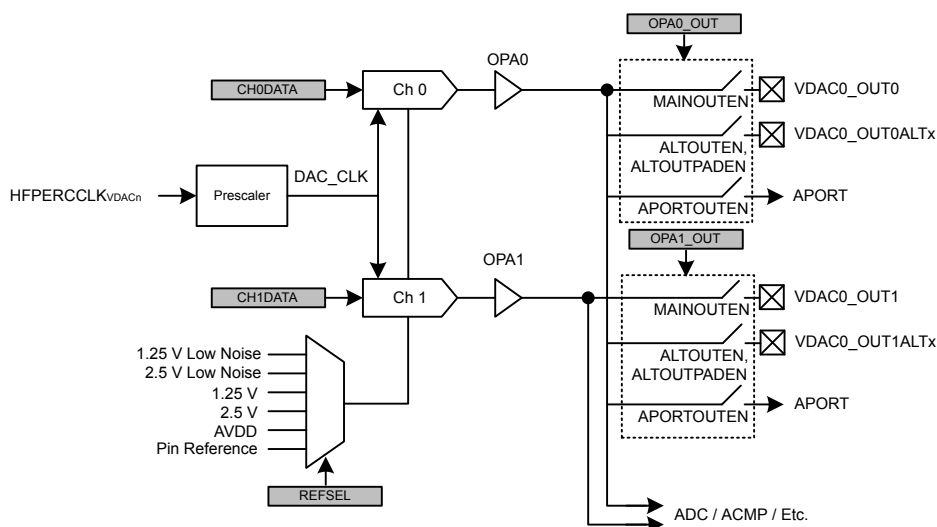 OPA0_OUT
OPA0
CH0DATA
Ch 0
MAINOUTEN
VDAC0_OUT0
ALTOUTEN,
ALTOUTPADEN
VDAC0_OUT0ALTx
HFPERCCLKVDACn
Prescaler
DAC_CLK
APORTOUTEN
APORT
OPA1_OUT
OPA1
CH1DATA
Ch 1
MAINOUTEN
VDAC0_OUT1
ALTOUTEN,
ALTOUTPADEN
VDAC0_OUT1ALTx
1.25 V Low Noise
2.5 V Low Noise
1.25 V
2.5 V
AVDD
Pin Reference
APORTOUTEN
APORT
REFSEL
ADC / ACMP / Etc.